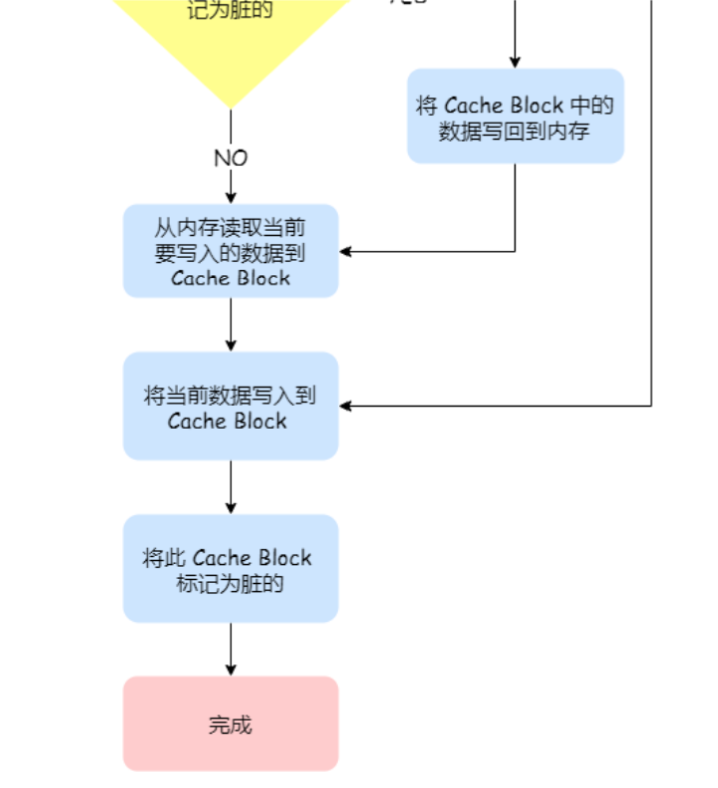 记为脏的
将 Cache Block 中的
数据写回到内存
NO
从内存读取当前
要写入的数据到
Cache Block
将当前数据写入到
Cache Block
将此 Cache Block
标记为脏的
完成